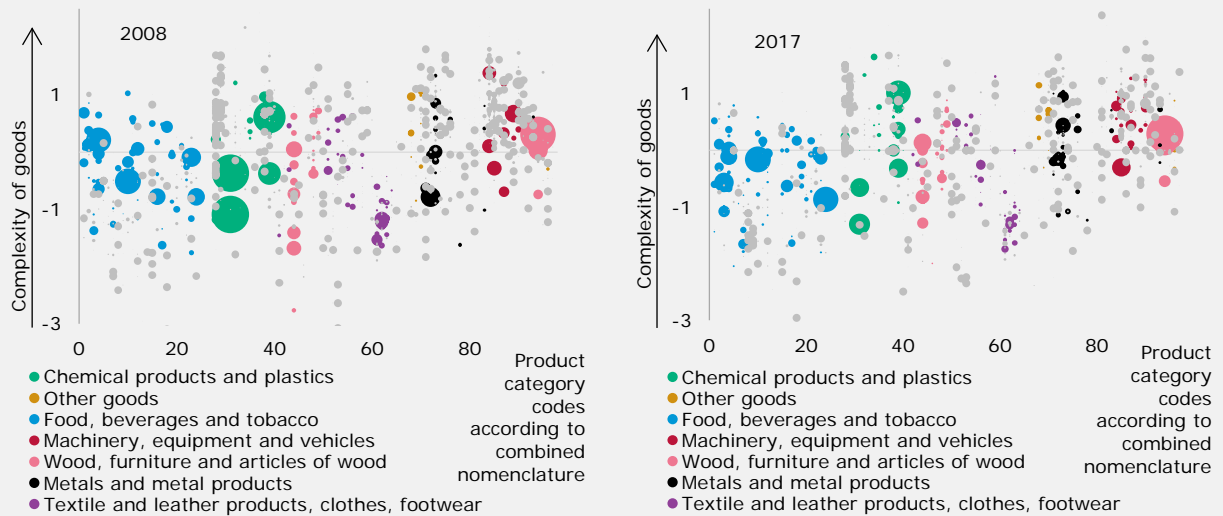 2008
Complexity of goods
1
-1
-3
0
20
40
60
80
Product
category
codes
according to
combined
nomenclature
Chemical products and plastics
Other goods
Food, beverages and tobacco
Machinery, equipment and vehicles
Wood, furniture and articles of wood
Metals and metal products
Textile and leather products, clothes, footwear
2017
Complexity of goods
1
-1
-3
0
20
40
60
80
Product
category
codes
according to
combined
nomenclature
Chemical products and plastics
Other goods
Food, beverages and tobacco
Machinery, equipment and vehicles
Wood, furniture and articles of wood
Metals and metal products
Textile and leather products, clothes, footwear